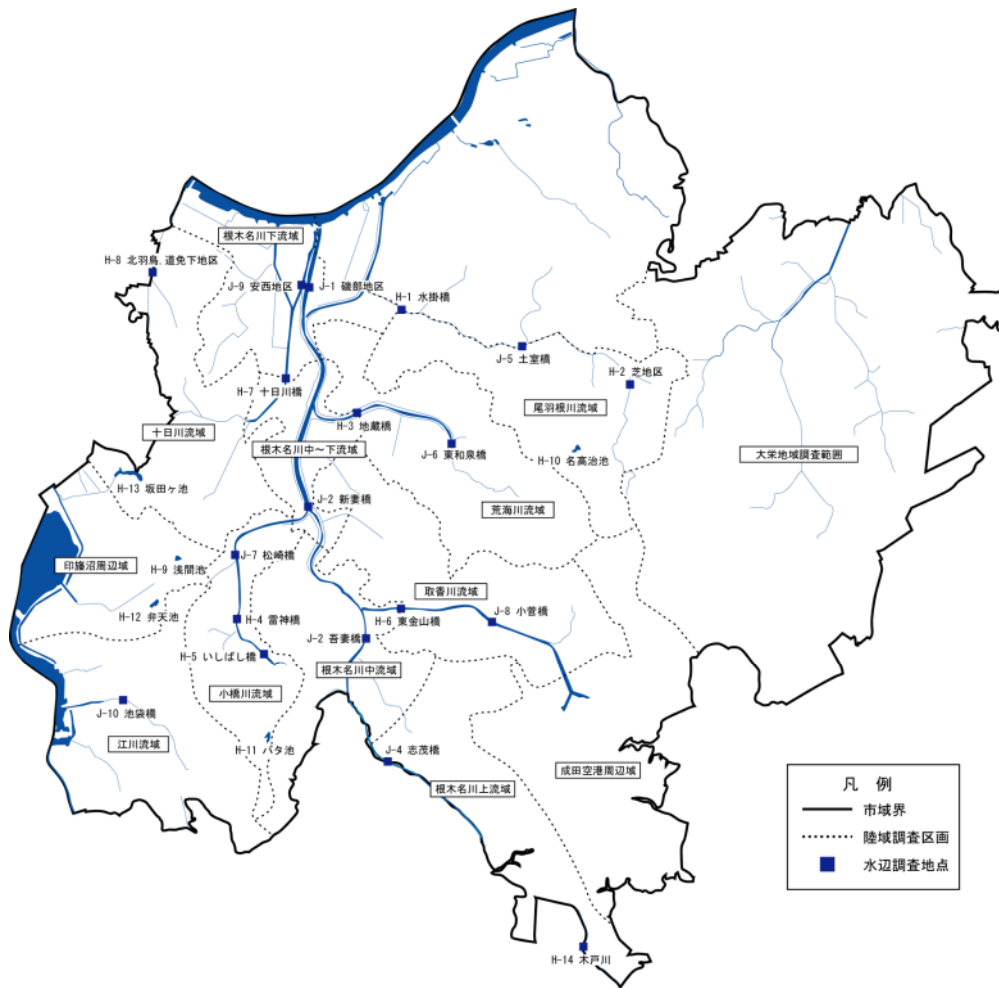 根木名川下流域
H-8 北羽鳥、道免下地区
J-9 安西地区
J-1 磯部地区
H-1 水掛橋
J-5 土室橋
H-2 芝地区
H-7 十日川橋
尾羽根川流域
H-3 地蔵橋
十日川流域
根木名川中～下流域
J-6 東和泉橋
H-10 名高治池
大栄地域調査範囲
H-13 坂田ヶ池
J-2 新妻橋
荒海川流域
J-7 松崎橋
印旛沼周辺域
H-9 浅間池
取香川流域
H-12 弁天池
H-4 雷神橋
H-6 東金山橋
J-8 小菅橋
J-2 吾妻橋
H-5 いしばし橋
根木名川中流域
小橋川流域
J-10 池袋橋
江川流域
H-11 バタ池
J-4 志茂橋
成田空港周辺域
根木名川上流域
凡 例
市域界
陸域調査区画
水辺調査地点
H-14 木戸川